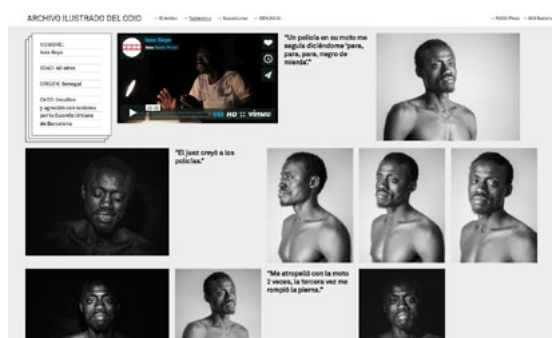 ARCHIVO ILUSTRADO DEL ODIO
NOMBRE:
EDAD: 40 años
ORIGEN: Senegal
CASO: Insultos
y agresión con lesiones
por la Guardia Urbana
de Barcelona
HD :: vimeo
"Un policía en su moto me
seguía diciéndome 'para,
para, para, negro de
mierda'."
"El juez creyó a los
policías."
"Me atropelló con la moto
2 veces, la tercera vez me
rompió la pierna."